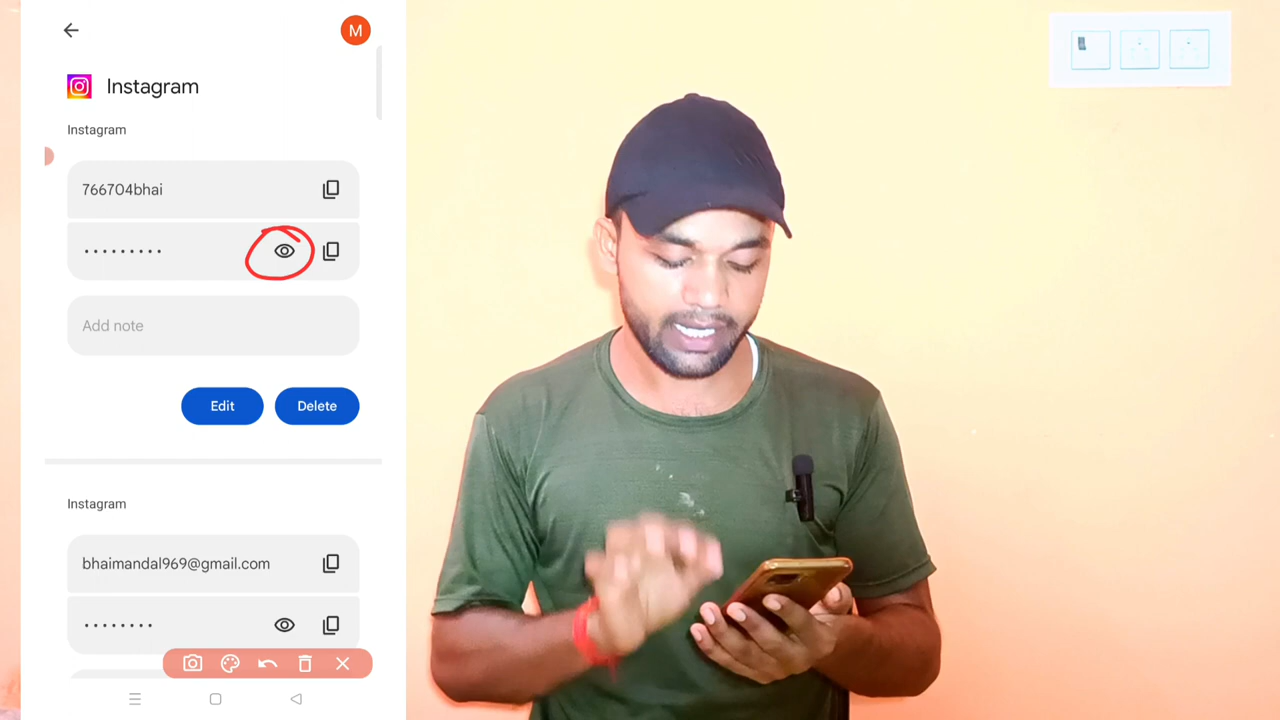 M
Instagram
Instagram
766704bhai
•••••••••
Add note
Edit
Delete
Instagram
bhaimandal969@gmail.com
••••••••